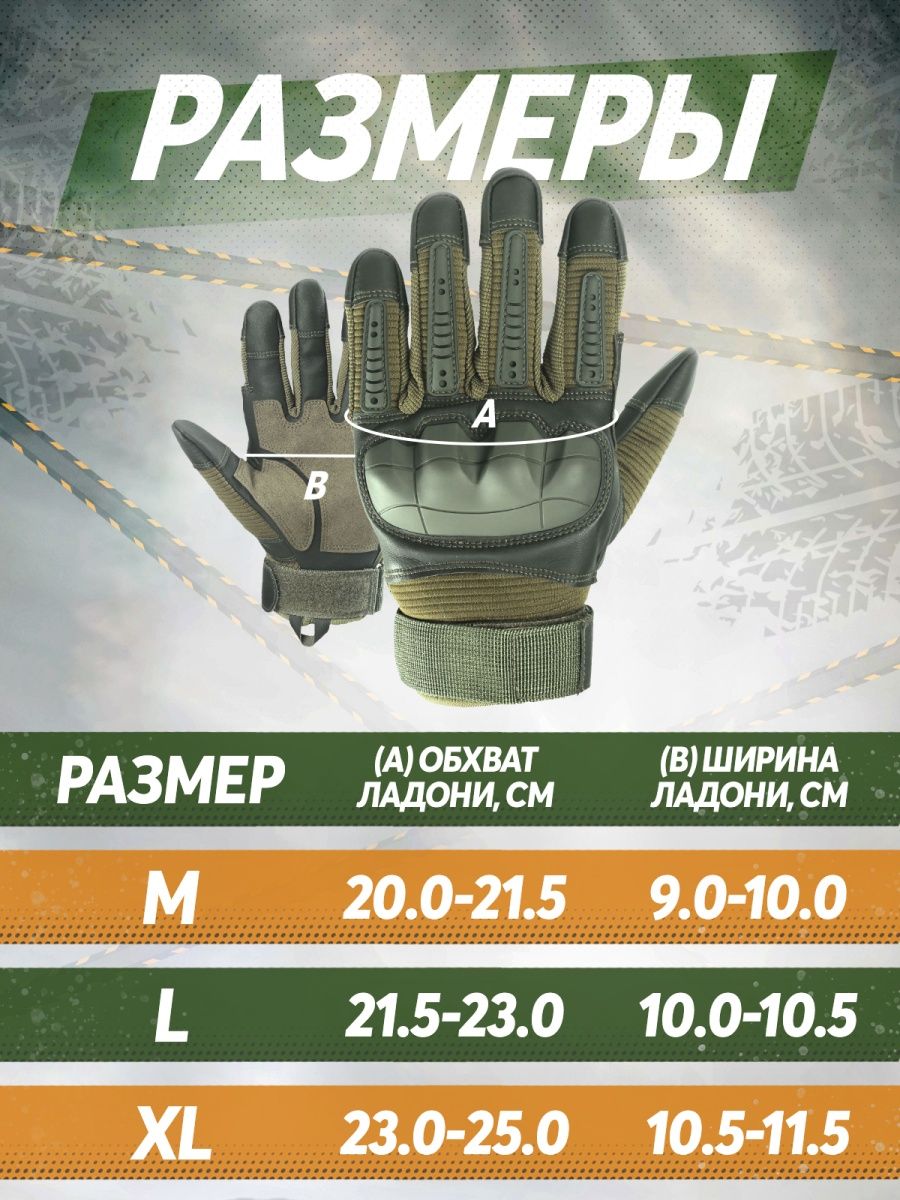 РАЗМЕРЫ
A
B
РАЗМЕР
(A) ОБХВАТ
ЛАДОНИ, СМ
(B) ШИРИНА
ЛАДОНИ, СМ
M 20.0-21.5 9.0-10.0
L 21.5-23.0 10.0-10.5
XL 23.0-25.0 10.5-11.5